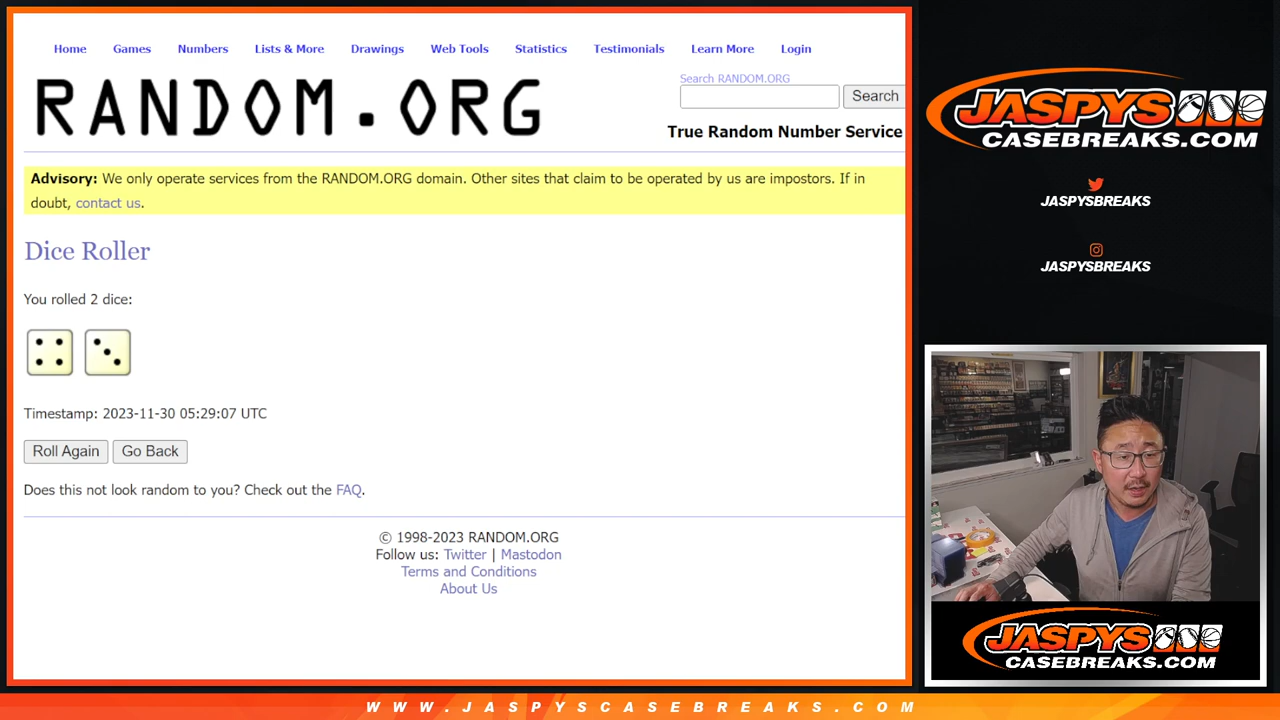 Home Games Numbers Lists & More Drawings Web Tools Statistics Testimonials Learn More Login
RANDOM.ORG
Search RANDOM.ORG
Search
True Random Number Service
Advisory: We only operate services from the RANDOM.ORG domain. Other sites that claim to be operated by us are impostors. If in
doubt, contact us.
Dice Roller
You rolled 2 dice:
Timestamp: 2023-11-30 05:29:07 UTC
Roll Again Go Back
Does this not look random to you? Check out the FAQ.
© 1998-2023 RANDOM.ORG
Follow us: Twitter | Mastodon
Terms and Conditions
About Us
JASPYS
CASEBREAKS.COM
JASPYSBREAKS
JASPYSBREAKS
JASPYS
CASEBREAKS.COM
WWW.JASPYSCASEBREAKS.COM